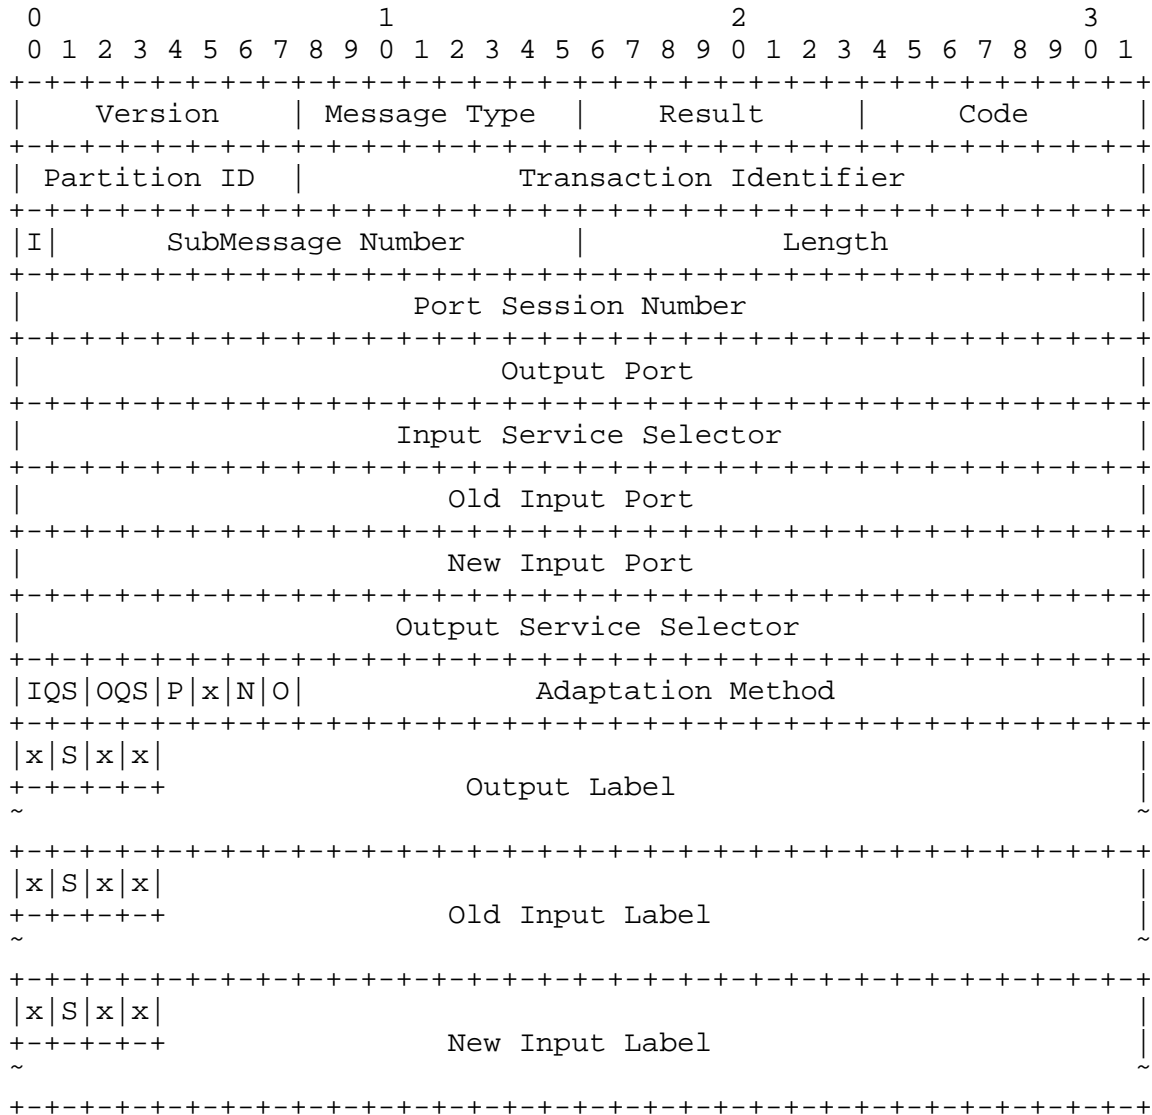 0                   1                   2                   3
 0 1 2 3 4 5 6 7 8 9 0 1 2 3 4 5 6 7 8 9 0 1 2 3 4 5 6 7 8 9 0 1
+-+-+-+-+-+-+-+-+-+-+-+-+-+-+-+-+-+-+-+-+-+-+-+-+-+-+-+-+-+-+-+-+
|    Version    | Message Type  |    Result     |     Code      |
+-+-+-+-+-+-+-+-+-+-+-+-+-+-+-+-+-+-+-+-+-+-+-+-+-+-+-+-+-+-+-+-+
| Partition ID  |            Transaction Identifier             |
+-+-+-+-+-+-+-+-+-+-+-+-+-+-+-+-+-+-+-+-+-+-+-+-+-+-+-+-+-+-+-+-+
|I|      SubMessage Number      |           Length              |
+-+-+-+-+-+-+-+-+-+-+-+-+-+-+-+-+-+-+-+-+-+-+-+-+-+-+-+-+-+-+-+-+
|                      Port Session Number                      |
+-+-+-+-+-+-+-+-+-+-+-+-+-+-+-+-+-+-+-+-+-+-+-+-+-+-+-+-+-+-+-+-+
|                           Output Port                         |
+-+-+-+-+-+-+-+-+-+-+-+-+-+-+-+-+-+-+-+-+-+-+-+-+-+-+-+-+-+-+-+-+
|                     Input Service Selector                    |
+-+-+-+-+-+-+-+-+-+-+-+-+-+-+-+-+-+-+-+-+-+-+-+-+-+-+-+-+-+-+-+-+
|                        Old Input Port                         |
+-+-+-+-+-+-+-+-+-+-+-+-+-+-+-+-+-+-+-+-+-+-+-+-+-+-+-+-+-+-+-+-+
|                        New Input Port                         |
+-+-+-+-+-+-+-+-+-+-+-+-+-+-+-+-+-+-+-+-+-+-+-+-+-+-+-+-+-+-+-+-+
|                     Output Service Selector                   |
+-+-+-+-+-+-+-+-+-+-+-+-+-+-+-+-+-+-+-+-+-+-+-+-+-+-+-+-+-+-+-+-+
|IQS|OQS|P|x|N|O|             Adaptation Method                 |
+-+-+-+-+-+-+-+-+-+-+-+-+-+-+-+-+-+-+-+-+-+-+-+-+-+-+-+-+-+-+-+-+
|x|S|x|x|                                                       |
+-+-+-+-+                 Output Label                          |
~                                                               ~
+-+-+-+-+-+-+-+-+-+-+-+-+-+-+-+-+-+-+-+-+-+-+-+-+-+-+-+-+-+-+-+-+
|x|S|x|x|                                                       |
+-+-+-+-+                Old Input Label                        |
~                                                               ~
+-+-+-+-+-+-+-+-+-+-+-+-+-+-+-+-+-+-+-+-+-+-+-+-+-+-+-+-+-+-+-+-+
|x|S|x|x|                                                       |
+-+-+-+-+                New Input Label                        |
~                                                               ~
+-+-+-+-+-+-+-+-+-+-+-+-+-+-+-+-+-+-+-+-+-+-+-+-+-+-+-+-+-+-+-+-+